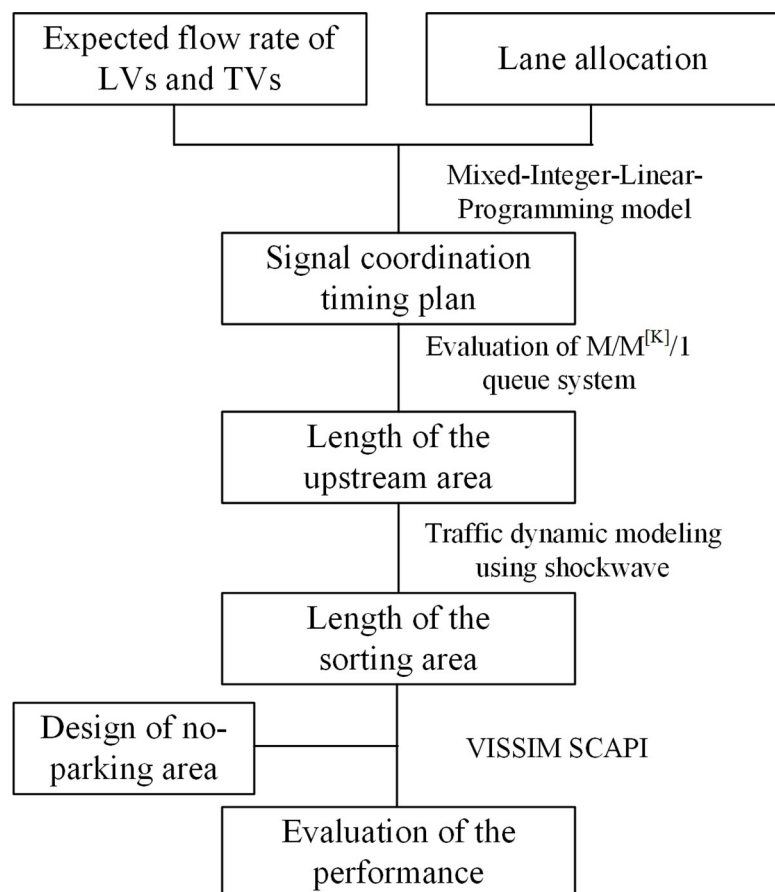 Expected flow rate of
LVs and TVs
Lane allocation
Mixed-Integer-Linear-
Programming model
Signal coordination
timing plan
Evaluation of M/M[K]/1
queue system
Length of the
upstream area
Traffic dynamic modeling
using shockwave
Length of the
sorting area
Design of no-
parking area
VISSIM SCAPI
Evaluation of the
performance